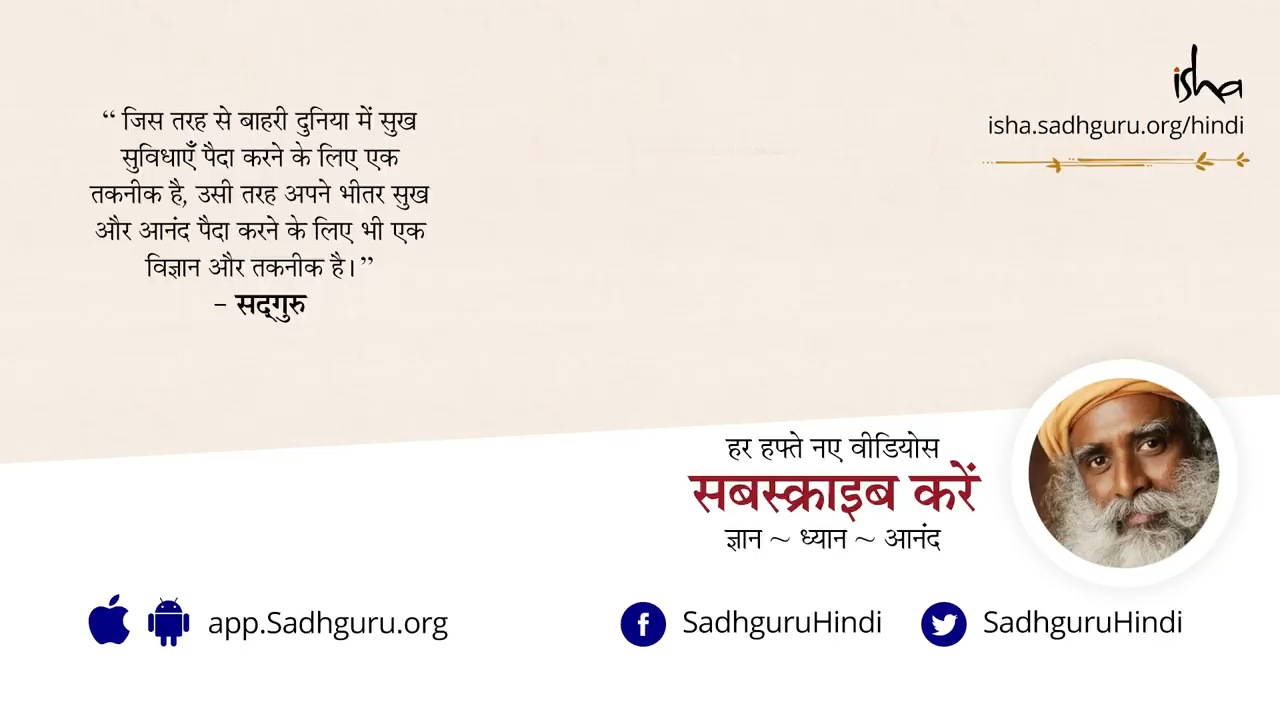 “ जिस तरह से बाहरी दुनिया में सुख
सुविधाएँ पैदा करने के लिए एक
तकनीक है, उसी तरह अपने भीतर सुख
और आनंद पैदा करने के लिए भी एक
विज्ञान और तकनीक है।”
- सद्गुरु
isha
isha.sadhguru.org/hindi
हर हफ्ते नए वीडियोस
सबस्क्राइब करें
ज्ञान ~ ध्यान ~ आनंद
app.Sadhguru.org
SadhguruHindi
SadhguruHindi